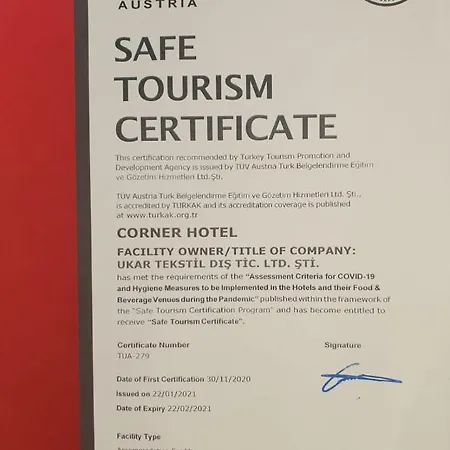 AUSTRIA
SAFE
TOURISM
CERTIFICATE
This certification recommended by Turkey Tourism Promotion and
Development Agency is issued by TÜV Austria Turk Belgelendirme Eğitim
ve Gözetim Hizmetleri Ltd.Şti.
TÜV Austria Turk Belgelendirme Eğitim ve Gözetim Hizmetleri Ltd. Şti.,
is accredited by TURKAK and its accreditation coverage is published
at www.turkak.org.tr
CORNER HOTEL
FACILITY OWNER/TITLE OF COMPANY:
UKAR TEKSTİL DIŞ TİC. LTD. ŞTİ.
has met the requirements of the "Assessment Criteria for COVID-19
and Hygiene Measures to be Implemented in the Hotels and their Food &
Beverage Venues during the Pandemic" published within the framework of
the "Safe Tourism Certification Program" and has become entitled to
receive "Safe Tourism Certificate".
Certificate Number
Signature
TUA-279
Date of First Certification 30/11/2020
Issued on 22/01/2021
Date of Expiry 22/02/2021
Facility Type